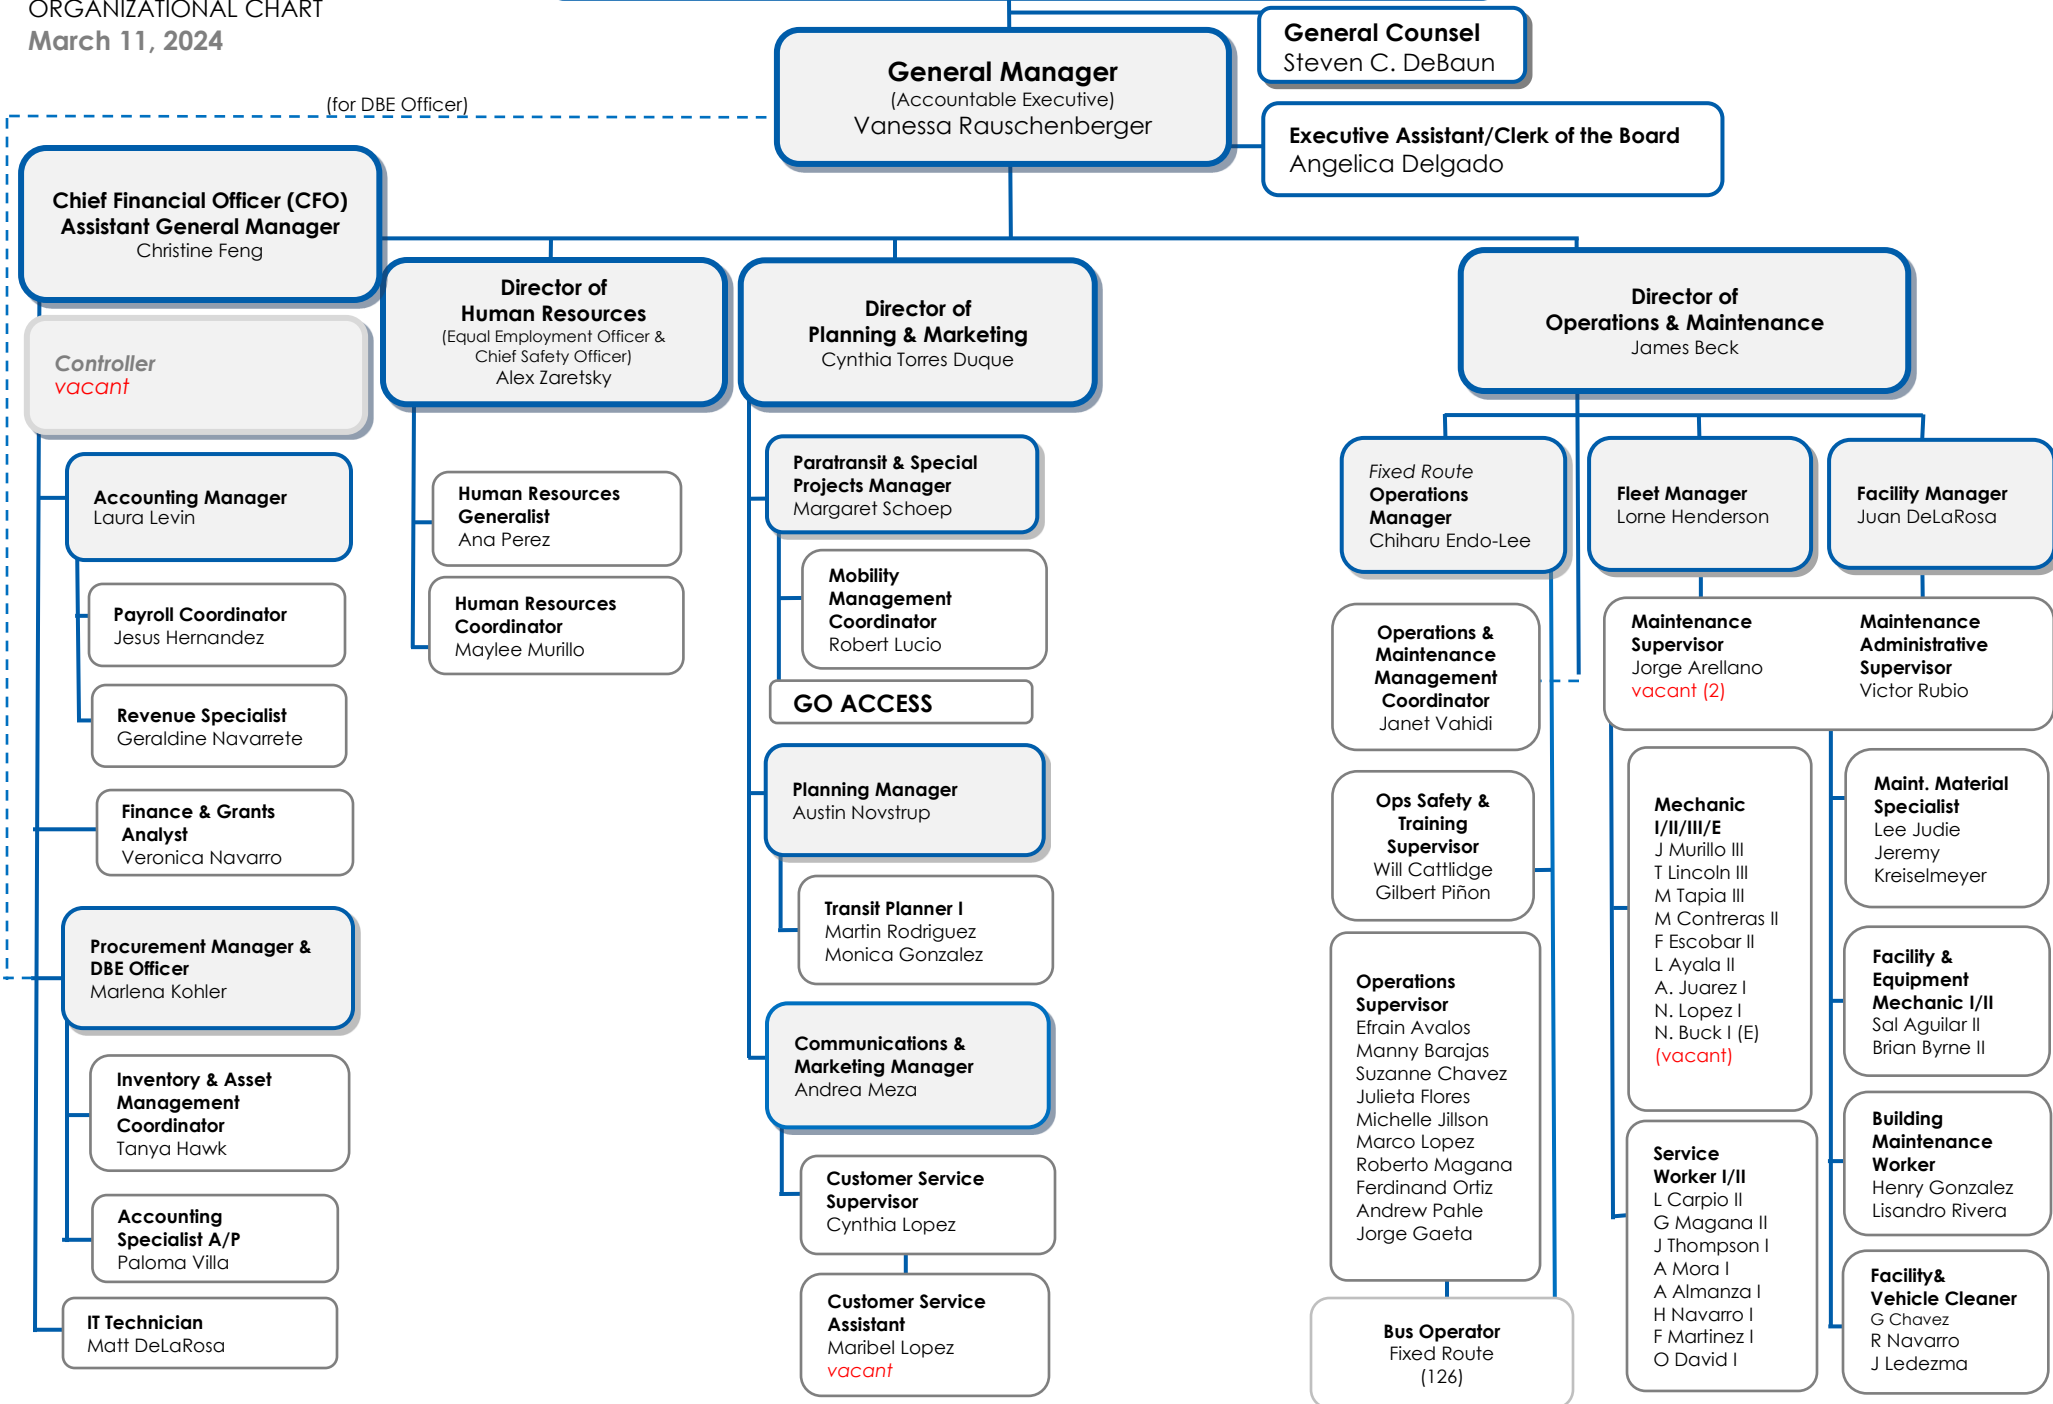 ORGANIZATIONAL CHART
March 11, 2024
General Counsel
Steven C. DeBaun
General Manager
(Accountable Executive)
Vanessa Rauschenberger
(for DBE Officer)
Executive Assistant/Clerk of the Board
Angelica Delgado
Chief Financial Officer (CFO)
Assistant General Manager
Christine Feng
Controller
vacant
Accounting Manager
Laura Levin
Payroll Coordinator
Jesus Hernandez
Revenue Specialist
Geraldine Navarrete
Finance & Grants
Analyst
Veronica Navarro
Procurement Manager &
DBE Officer
Marlena Kohler
Inventory & Asset
Management
Coordinator
Tanya Hawk
Accounting
Specialist A/P
Paloma Villa
IT Technician
Matt DeLaRosa
Director of
Human Resources
(Equal Employment Officer &
Chief Safety Officer)
Alex Zaretsky
Human Resources
Generalist
Ana Perez
Human Resources
Coordinator
Maylee Murillo
Director of
Planning & Marketing
Cynthia Torres Duque
Paratransit & Special
Projects Manager
Margaret Schoep
Mobility
Management
Coordinator
Robert Lucio
GO ACCESS
Planning Manager
Austin Novstrup
Transit Planner I
Martin Rodriguez
Monica Gonzalez
Communications &
Marketing Manager
Andrea Meza
Customer Service
Supervisor
Cynthia Lopez
Customer Service
Assistant
Maribel Lopez
vacant
Director of
Operations & Maintenance
James Beck
Fixed Route
Operations
Manager
Chiharu Endo-Lee
Operations &
Maintenance
Management
Coordinator
Janet Vahidi
Ops Safety &
Training
Supervisor
Will Cattlidge
Gilbert Piñon
Operations
Supervisor
Efrain Avalos
Manny Barajas
Suzanne Chavez
Julieta Flores
Michelle Jillson
Marco Lopez
Roberto Magana
Ferdinand Ortiz
Andrew Pahle
Jorge Gaeta
Bus Operator
Fixed Route
(126)
Fleet Manager
Lorne Henderson
Maintenance
Supervisor
Jorge Arellano
vacant (2)
Mechanic
I/II/III/E
J Murillo III
T Lincoln III
M Tapia III
M Contreras II
F Escobar II
L Ayala II
A. Juarez I
N. Lopez I
N. Buck I (E)
(vacant)
Service
Worker I/II
L Carpio II
G Magana II
J Thompson I
A Mora I
A Almanza I
H Navarro I
F Martinez I
O David I
Facility Manager
Juan DeLaRosa
Maintenance
Administrative
Supervisor
Victor Rubio
Maint. Material
Specialist
Lee Judie
Jeremy
Kreiselmeyer
Facility &
Equipment
Mechanic I/II
Sal Aguilar II
Brian Byrne II
Building
Maintenance
Worker
Henry Gonzalez
Lisandro Rivera
Facility&
Vehicle Cleaner
G Chavez
R Navarro
J Ledezma